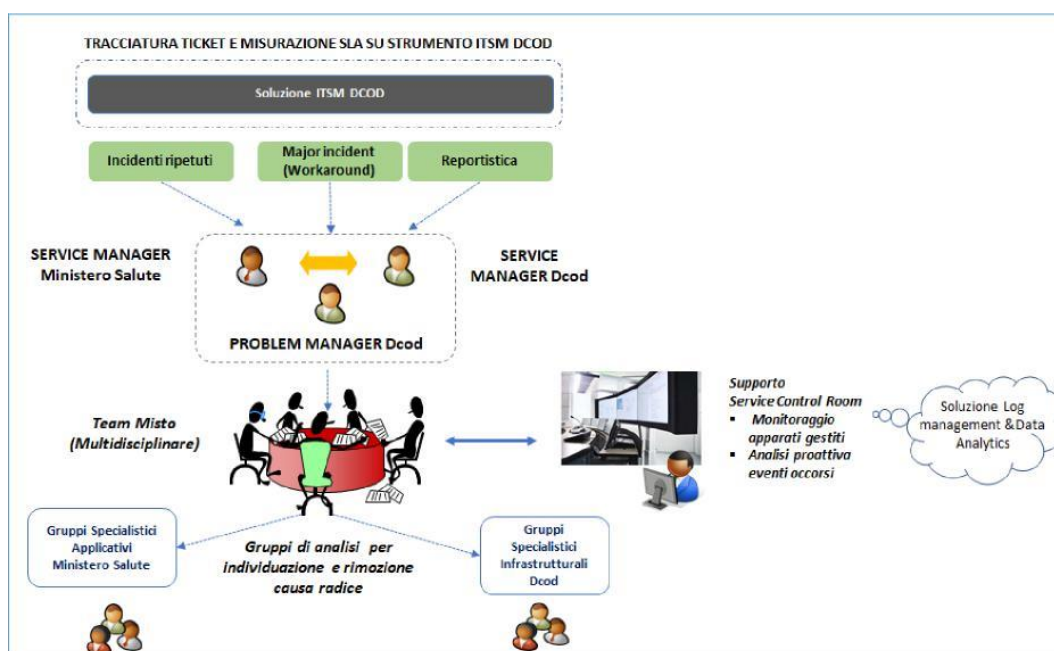 TRACCIATURA TICKET E MISURAZIONE SLA SU STRUMENTO ITSM DCOD
Soluzione ITSM DCOD
Incidenti ripetuti
Major incident
(Workaround)
Reportistica
SERVICE MANAGER
Ministero Salute
SERVICE
MANAGER Dcod
PROBLEM MANAGER Dcod
Team Misto
(Multidisciplinare)
Supporto
Service Control Room
▪ Monitoraggio
apparati gestiti
▪ Analisi proattiva
eventi occorsi
Soluzione Log
management &Data
Analytics
Gruppi Specialistici
Applicativi
Ministero Salute
Gruppi di analisi per
individuazione e rimozione
causa radice
Gruppi
Specialistici
Infrastrutturali
Dcod